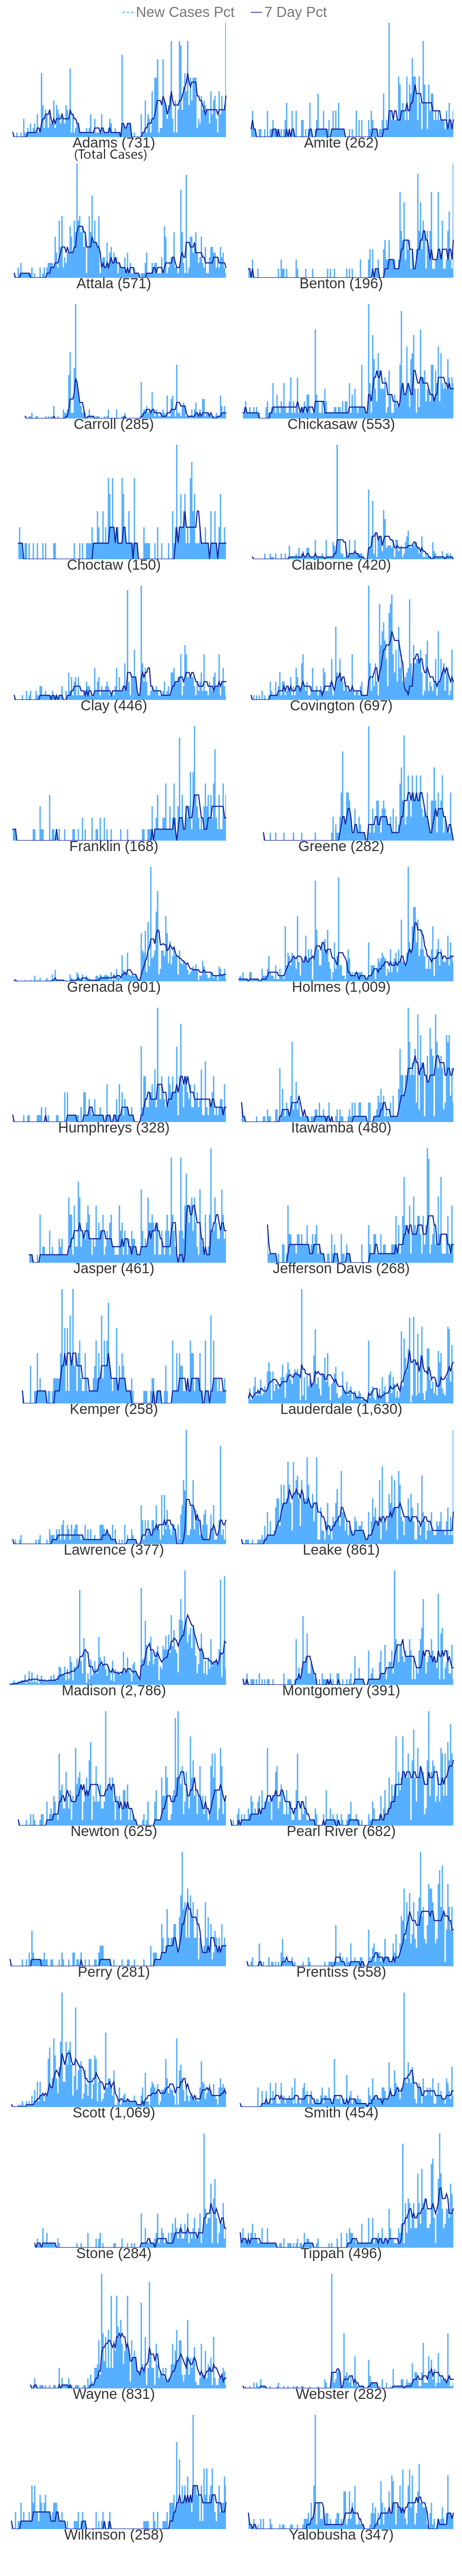 New Cases Pct 7 Day Pct
Adams (731) Amite (262)
(Total Cases)
Attala (571) Benton (196)
Carroll (285) Chickasaw (553)
Choctaw (150) Claiborne (420)
Clay (446) Covington (697)
Franklin (168) Greene (282)
Grenada (901) Holmes (1,009)
Humphreys (328) Itawamba (480)
Jasper (461) Jefferson Davis (268)
Kemper (258) Lauderdale (1,630)
Lawrence (377) Leake (861)
Madison (2,786) Montgomery (391)
Newton (625) Pearl River (682)
Perry (281) Prentiss (558)
Scott (1,069) Smith (454)
Stone (284) Tippah (496)
Wayne (831) Webster (282)
Wilkinson (258) Yalobusha (347)